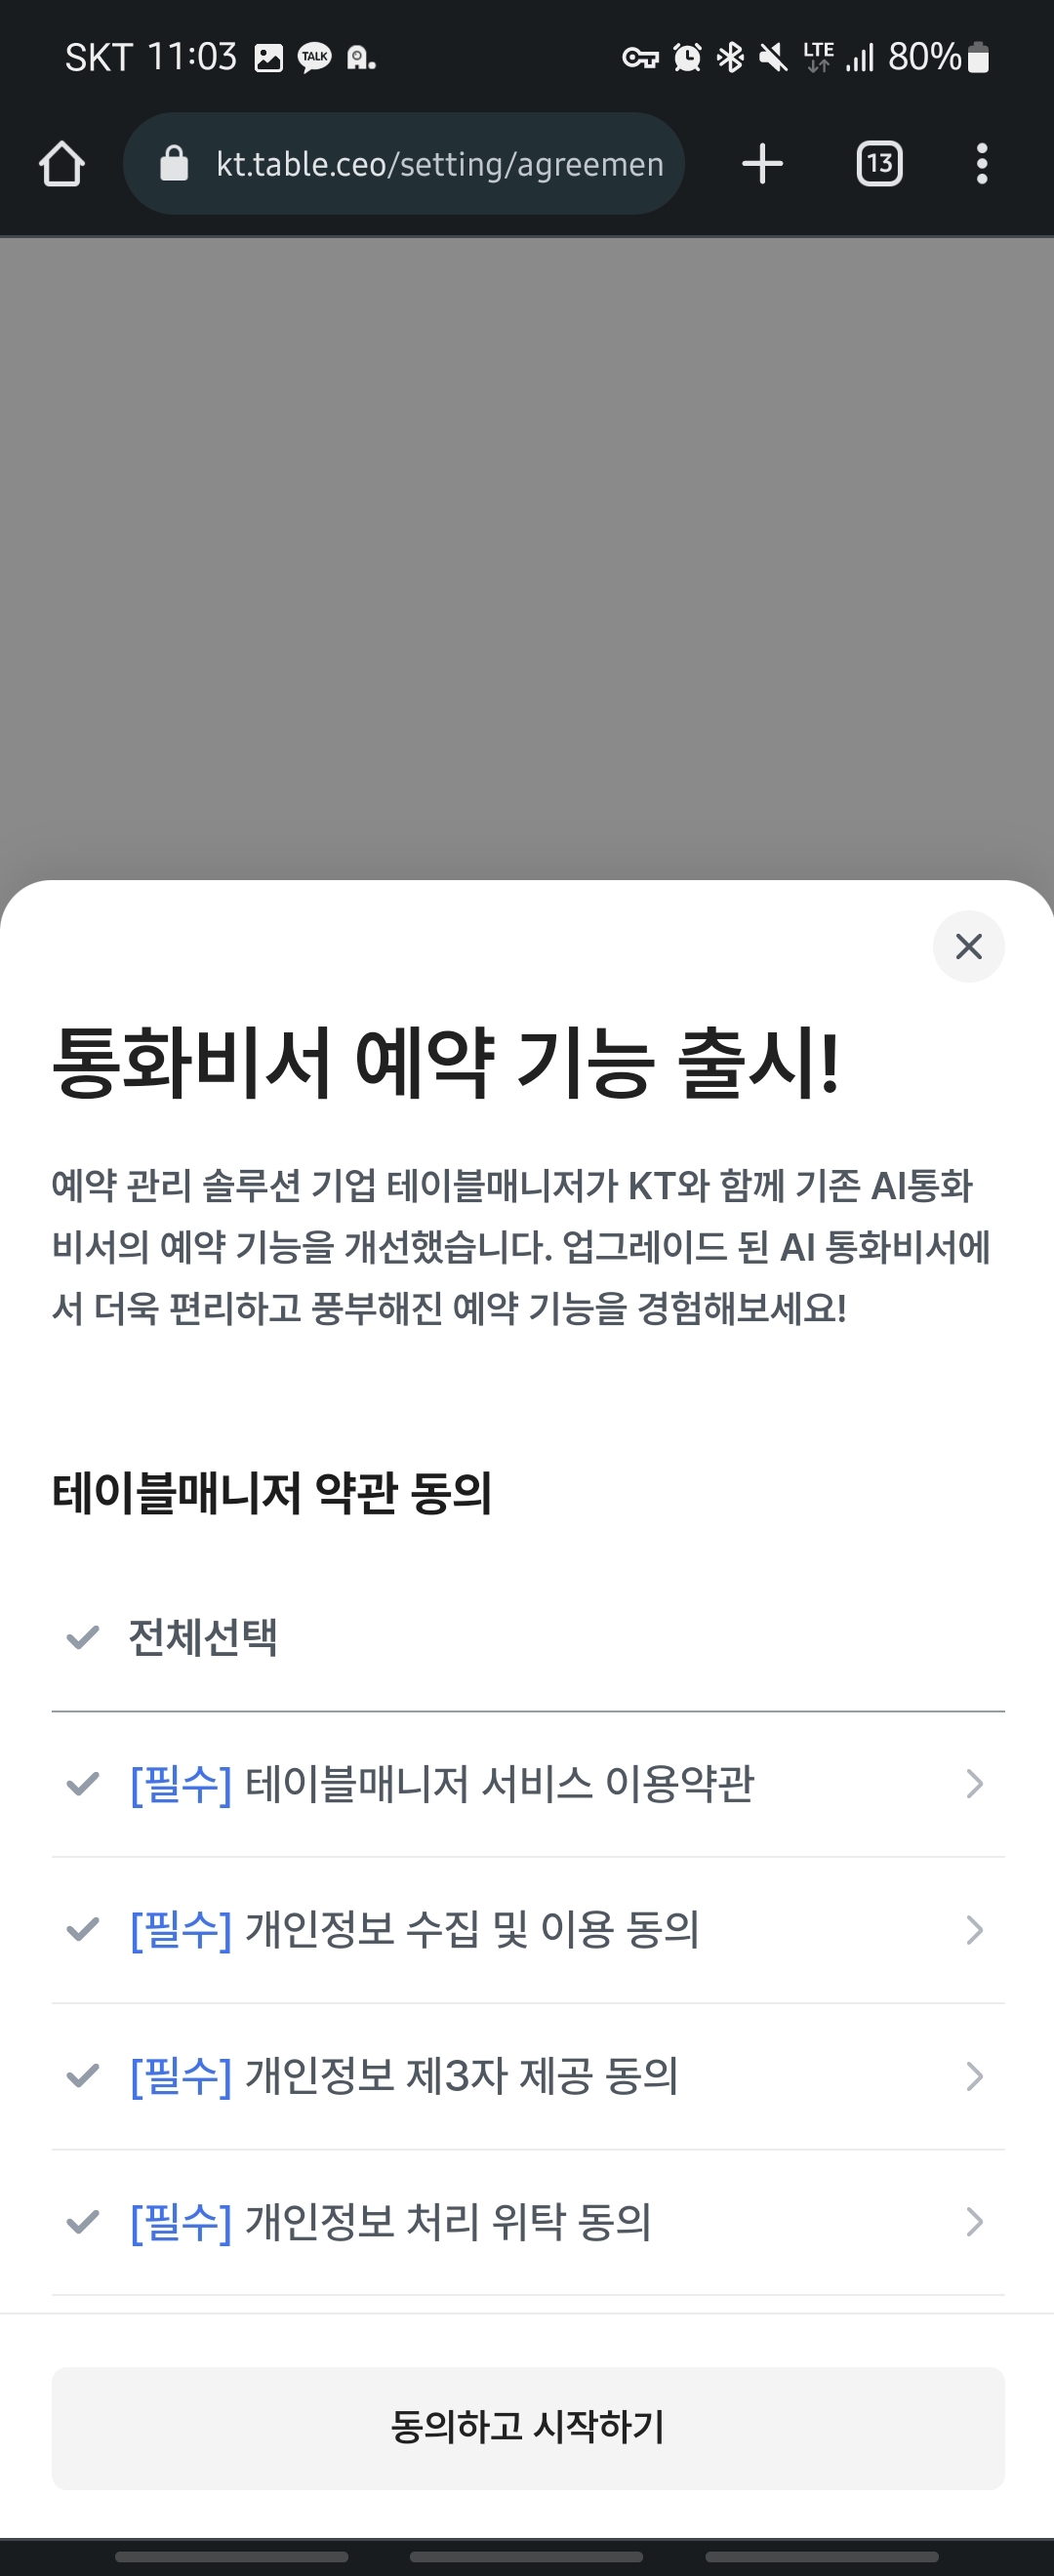 SKT 11:03 TALK LTE 80%
kt.table.ceo/setting/agreemen 13
통화비서 예약 기능 출시!
예약 관리 솔루션 기업 테이블매니저가 KT와 함께 기존 AI통화
비서의 예약 기능을 개선했습니다. 업그레이드 된 AI 통화비서에
서 더욱 편리하고 풍부해진 예약 기능을 경험해보세요!
테이블매니저 약관 동의
전체선택
[필수] 테이블매니저 서비스 이용약관
[필수] 개인정보 수집 및 이용 동의
[필수] 개인정보 제3자 제공 동의
[필수] 개인정보 처리 위탁 동의
동의하고 시작하기